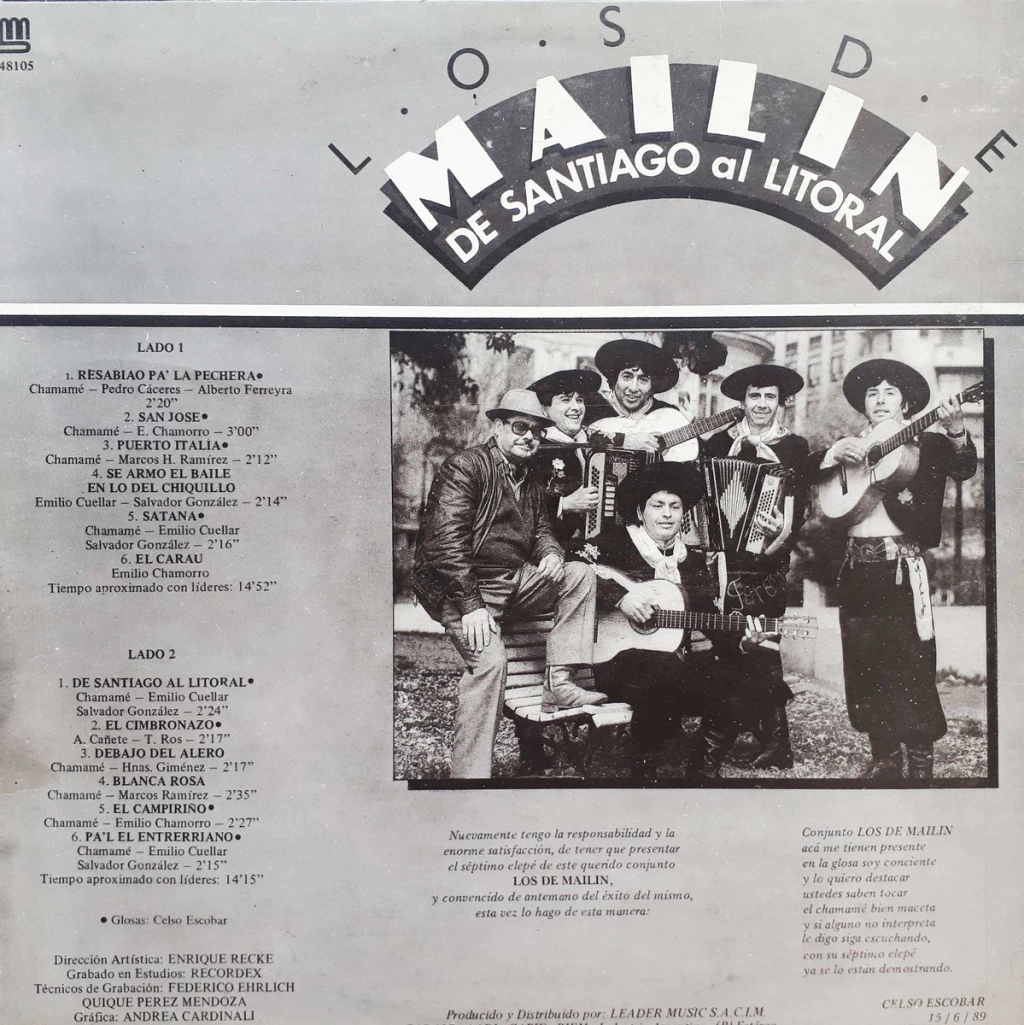 48105
LOS DE
MAILIN
DE SANTIAGO al LITORAL
LADO 1
1. RESABIAO PA' LA PECHERA●
Chamamé — Pedro Cáceres — Alberto Ferreyra
2'20”
2. SAN JOSE●
Chamamé — E. Chamorro — 3'00”
3. PUERTO ITALIA●
Chamamé — Marcos H. Ramírez — 2'12”
4. SE ARMO EL BAILE
EN LO DEL CHIQUILLO
Emilio Cuellar — Salvador González — 2'14”
5. SATANA●
Chamamé — Emilio Cuellar
Salvador González — 2'16”
6. EL CARAU
Emilio Chamorro
Tiempo aproximado con líderes: 14'52”
LADO 2
1. DE SANTIAGO AL LITORAL●
Chamamé — Emilio Cuellar
Salvador González — 2'24”
2. EL CIMBRONAZO●
A. Cañete — T. Ros — 2'17”
3. DEBAJO DEL ALERO
Chamamé — Hnas. Giménez — 2'17”
4. BLANCA ROSA
Chamamé — Marcos Ramírez — 2'35”
5. EL CAMPIRIÑO●
Chamamé — Emilio Chamorro — 2'27”
6. PA'L EL ENTRERRIANO●
Chamamé — Emilio Cuellar
Salvador González — 2'15”
Tiempo aproximado con líderes: 14'15”
● Glosas: Celso Escobar
Dirección Artística: ENRIQUE RECKE
Grabado en Estudios: RECORDEX
Técnicos de Grabación: FEDERICO EHRLICH
QUIQUE PEREZ MENDOZA
Gráfica: ANDREA CARDINALI
Nuevamente tengo la responsabilidad y la
enorme satisfacción, de tener que presentar
el séptimo elepé de este querido conjunto
LOS DE MAILIN,
y convencido de antemano del éxito del mismo,
esta vez lo hago de esta manera:
Conjunto LOS DE MAILIN
acá me tienen presente
en la glosa soy conciente
y lo quiero destacar
ustedes saben tocar
el chamamé bien maceta
y si alguno no interpreta
le digo siga escuchando,
con su séptimo elepé
ya se lo están demostrando.
CELSO ESCOBAR
15/6/89
Producido y Distribuido por: LEADER MUSIC S.A.C.I.M.